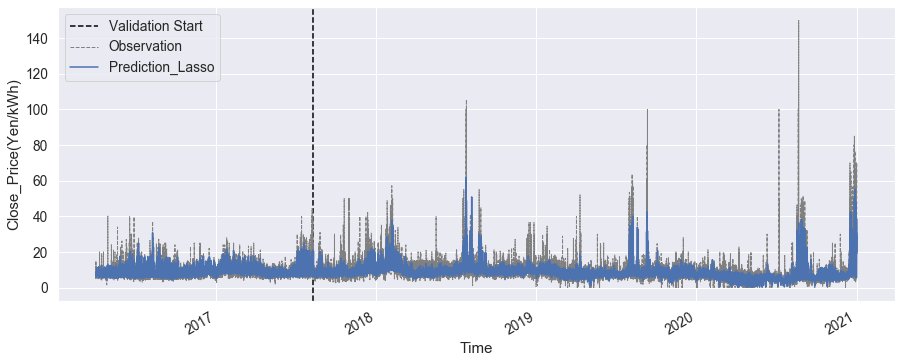 Validation Start
Observation
Prediction_Lasso
Close_Price(Yen/kWh)
140
120
100
80
60
40
20
0
2017
2018
2019
2020
2021
Time